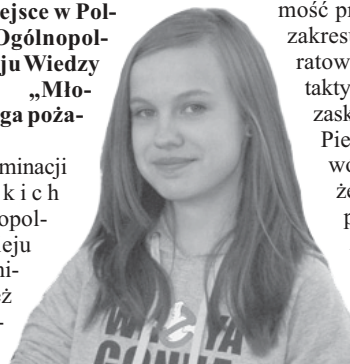 ejsce w Pol-
Ogólnopol-
ju Wiedzy
„Mło-
ga poża-
minacji
k i c h
opol-
eju
ni-
ż
-
mość pr
zakres
ratow
takty
zask
Pie
wo
że
p
YA